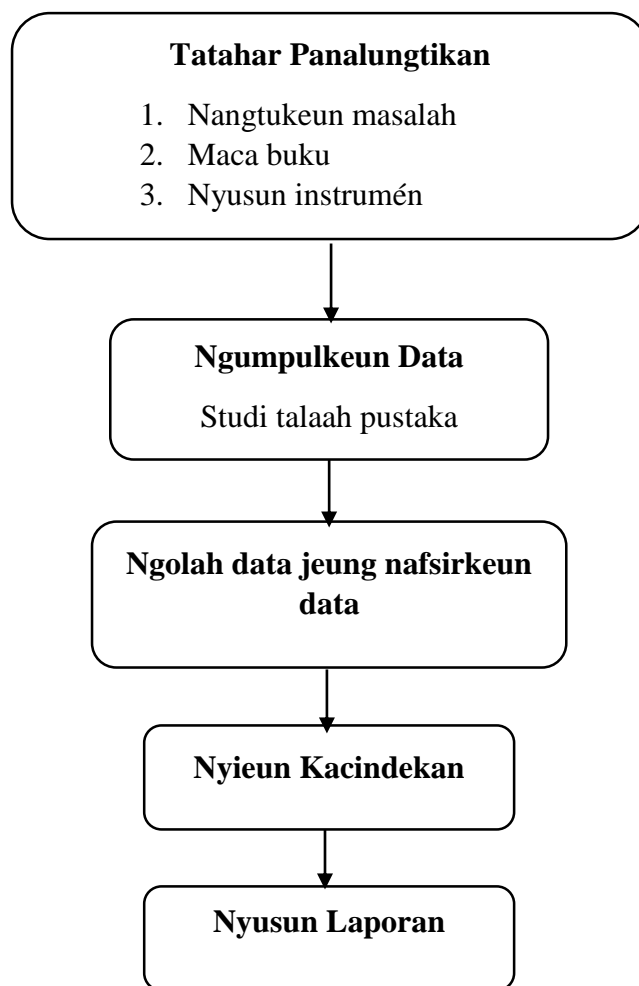 Tatahar Panalungtikan
1. Nangtukeun masalah
2. Maca buku
3. Nyusun instrumén
Ngumpulkeun Data
Studi talaah pustaka
Ngolah data jeung nafsirkeun
data
Nyieun Kacindekan
Nyusun Laporan